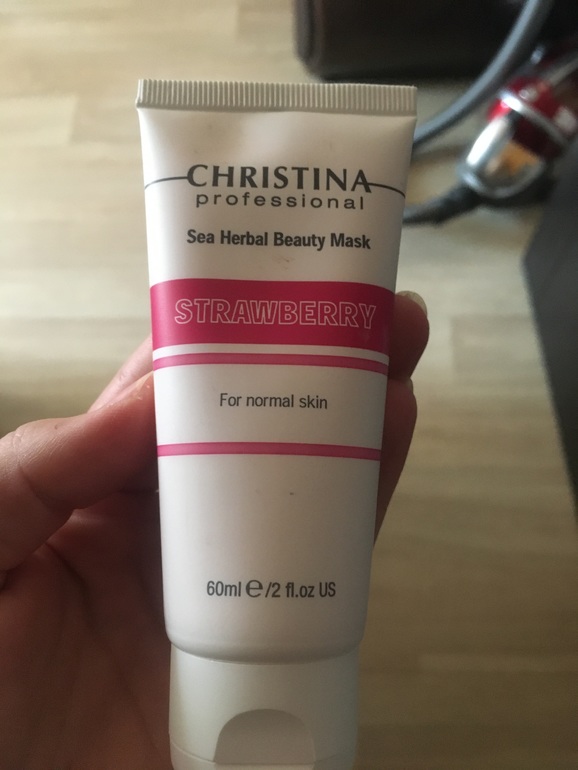 CHRISTINA
professional
Sea Herbal Beauty Mask
STRAWBERRY
For normal skin
60ml ℮/2 fl.oz US